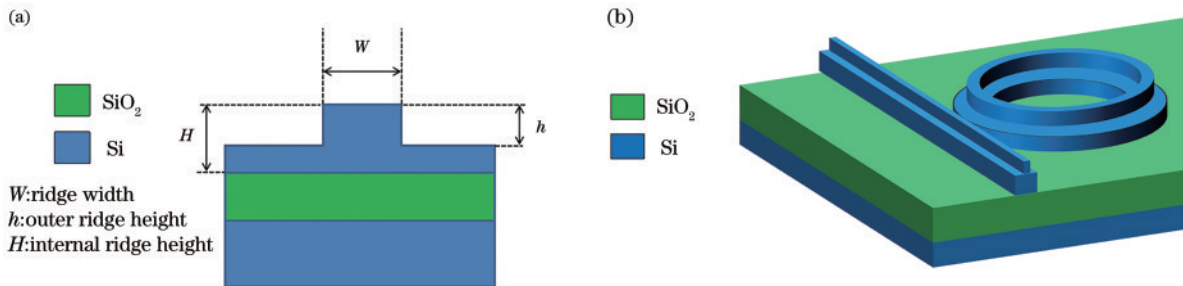 (a)
W
SiO₂
H
h
Si
W:ridge width
h:outer ridge height
H:internal ridge height
(b)
SiO₂
Si